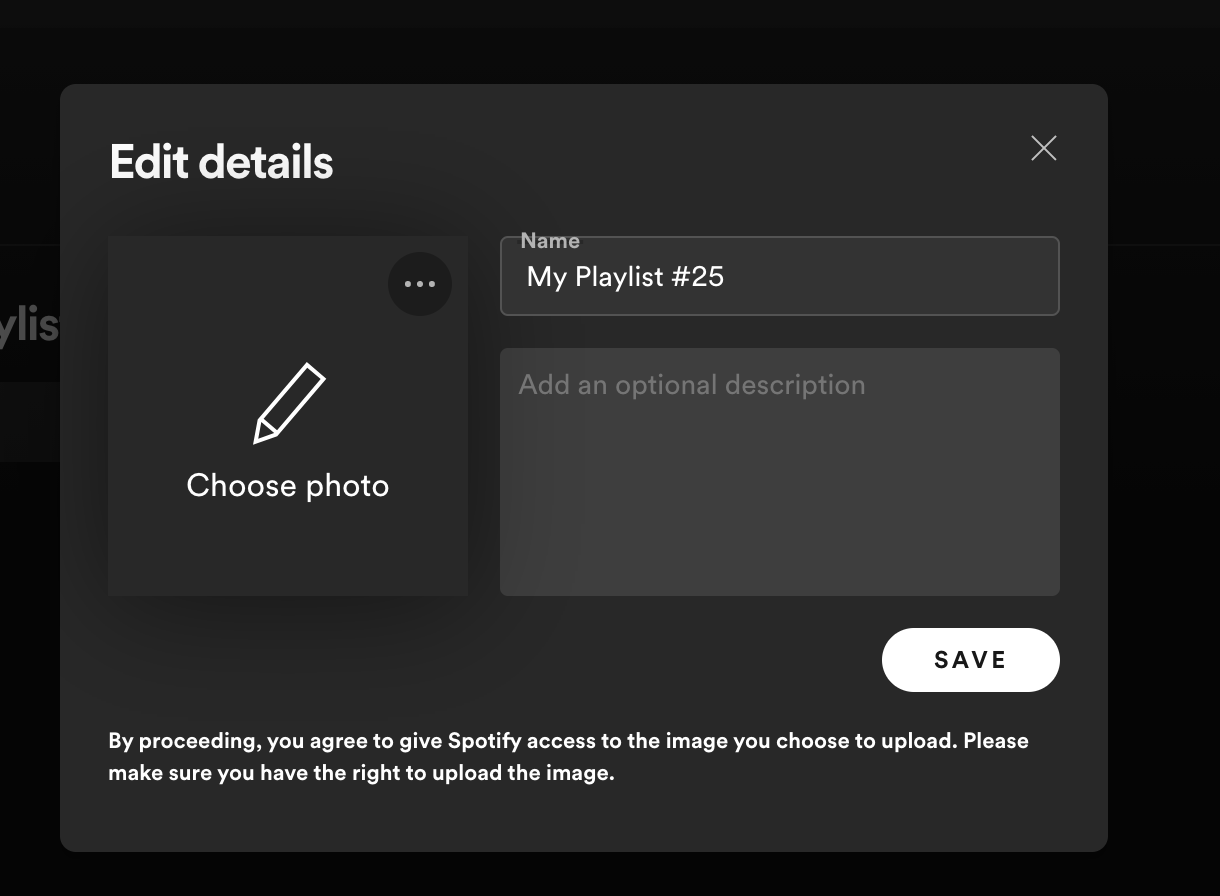 Edit details
Name
My Playlist #25
Add an optional description
Choose photo
SAVE
By proceeding, you agree to give Spotify access to the image you choose to upload. Please
make sure you have the right to upload the image.